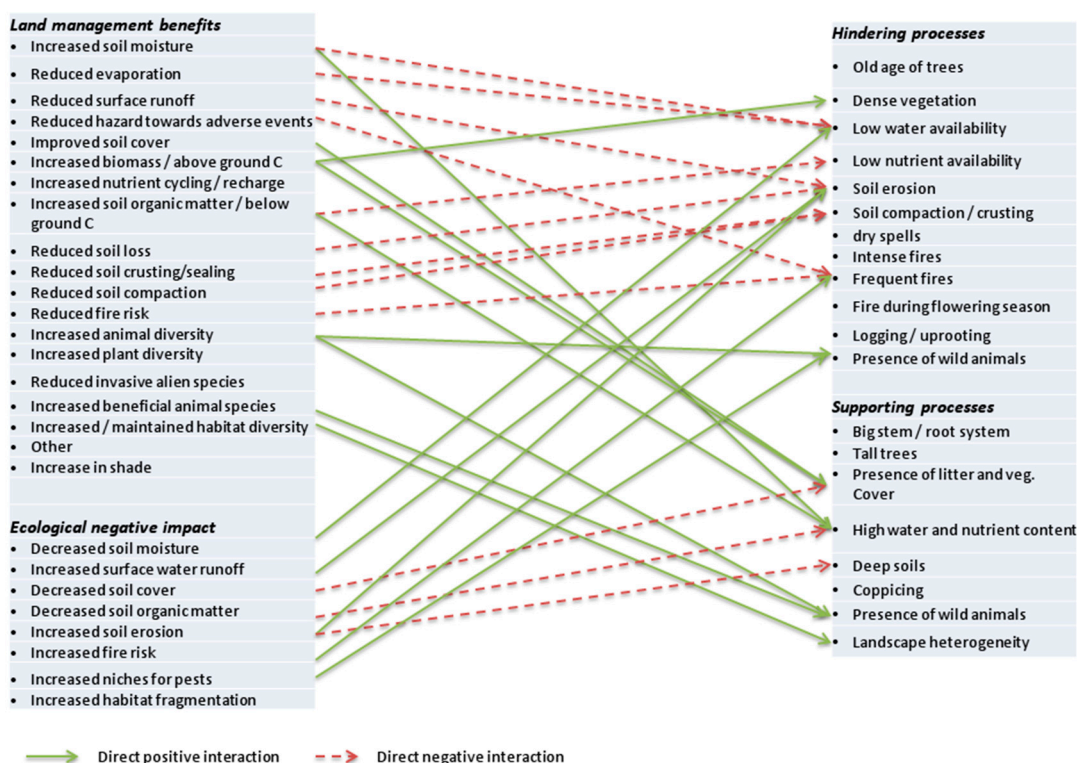 Land management benefits
• Increased soil moisture
• Reduced evaporation
• Reduced surface runoff
• Reduced hazard towards adverse events
• Improved soil cover
• Increased biomass / above ground C
• Increased nutrient cycling / recharge
• Increased soil organic matter / below
ground C
• Reduced soil loss
• Reduced soil crusting/sealing
• Reduced soil compaction
• Reduced fire risk
• Increased animal diversity
• Increased plant diversity
• Reduced invasive alien species
• Increased beneficial animal species
• Increased / maintained habitat diversity
• Other
• Increase in shade
Ecological negative impact
• Decreased soil moisture
• Increased surface water runoff
• Decreased soil cover
• Decreased soil organic matter
• Increased soil erosion
• Increased fire risk
• Increased niches for pests
• Increased habitat fragmentation
Hindering processes
• Old age of trees
• Dense vegetation
• Low water availability
• Low nutrient availability
• Soil erosion
• Soil compaction / crusting
• dry spells
• Intense fires
• Frequent fires
• Fire during flowering season
• Logging / uprooting
• Presence of wild animals
Supporting processes
• Big stem / root system
• Tall trees
• Presence of litter and veg.
Cover
• High water and nutrient content
• Deep soils
• Coppicing
• Presence of wild animals
• Landscape heterogeneity
Direct positive interaction
Direct negative interaction